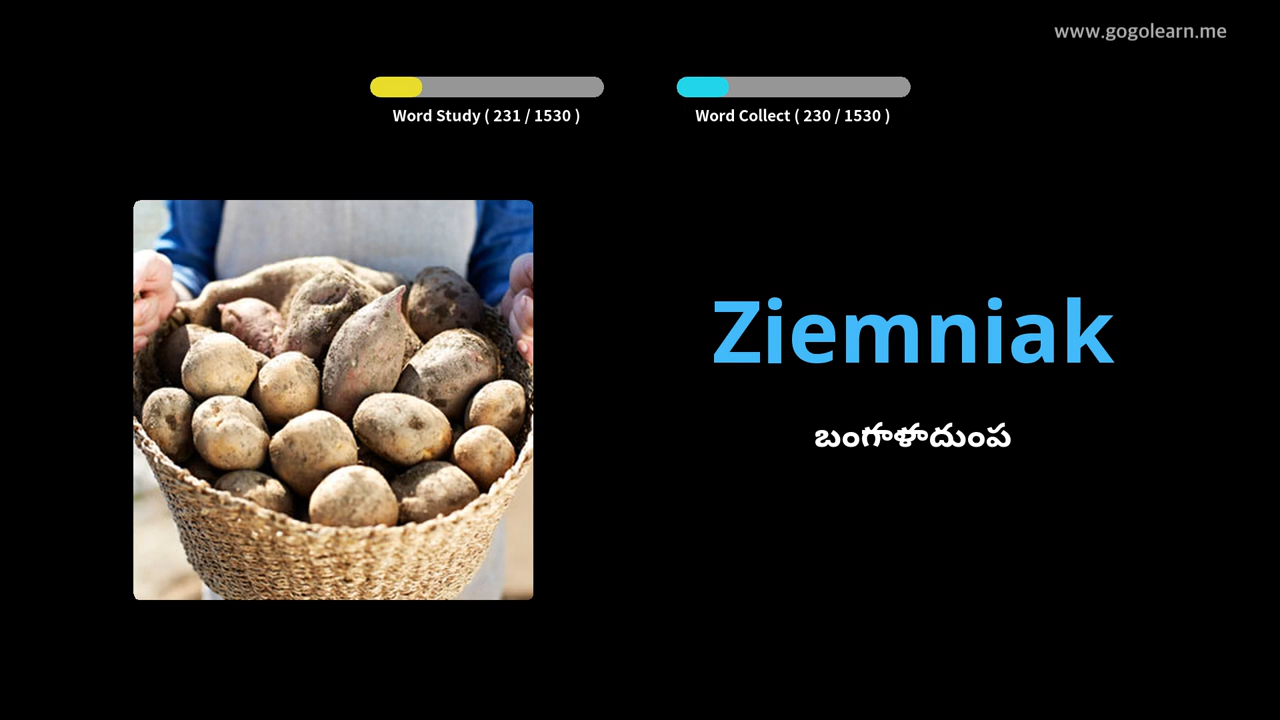 www.gogolearn.me
Word Study ( 231 / 1530 )
Word Collect ( 230 / 1530 )
Ziemniak
బంగాళాదుంప